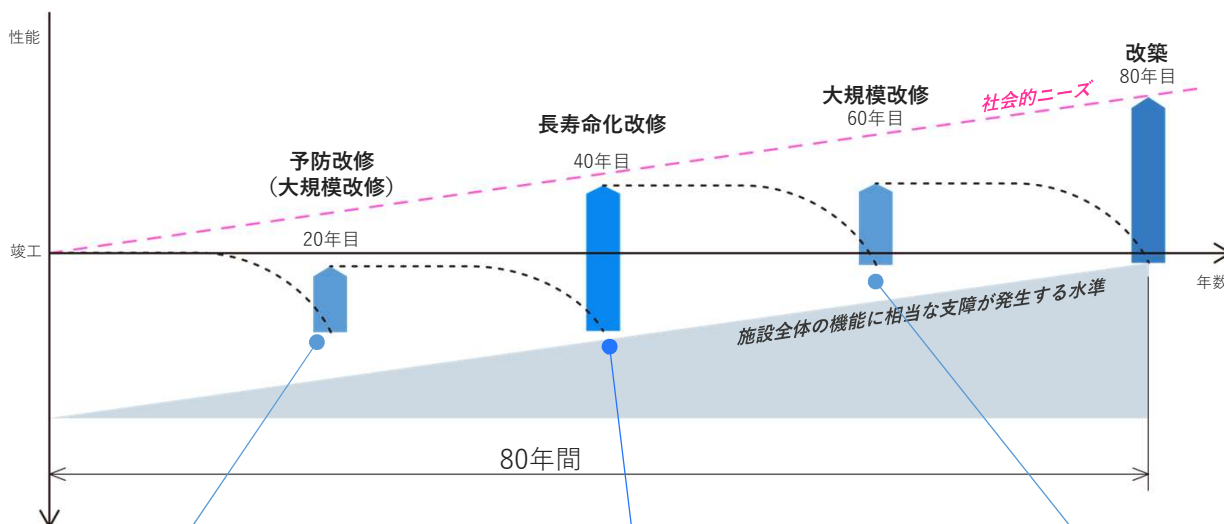 性能
改築
80年目
社会的ニーズ
大規模改修
60年目
長寿命化改修
40年目
予防改修
（大規模改修）
20年目
竣工
年数
施設全体の機能に相当な支障が発生する水準
80年間